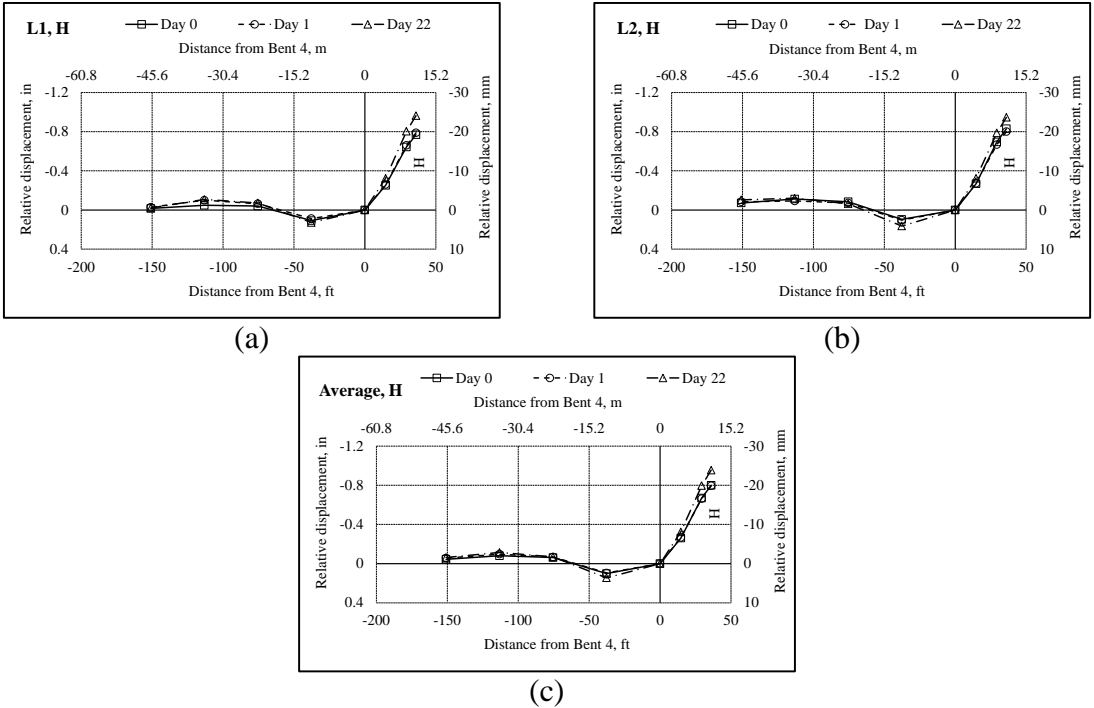 L1, H
Day 0 Day 1 Day 22
Distance from Bent 4, m
-60.8 -45.6 -30.4 -15.2 0 15.2
Relative displacement, in
-1.2
-0.8
-0.4
0
0.4
-30
-20
-10
0
10
Relative displacement, mm
H
-200 -150 -100 -50 0 50
Distance from Bent 4, ft
(a)
L2, H
Day 0 Day 1 Day 22
Distance from Bent 4, m
-60.8 -45.6 -30.4 -15.2 0 15.2
Relative displacement, in
-1.2
-0.8
-0.4
0
0.4
-30
-20
-10
0
10
Relative displacement, mm
H
-200 -150 -100 -50 0 50
Distance from Bent 4, ft
(b)
Average, H
Day 0 Day 1 Day 22
Distance from Bent 4, m
-60.8 -45.6 -30.4 -15.2 0 15.2
Relative displacement, in
-1.2
-0.8
-0.4
0
0.4
-30
-20
-10
0
10
Relative displacement, mm
H
-200 -150 -100 -50 0 50
Distance from Bent 4, ft
(c)